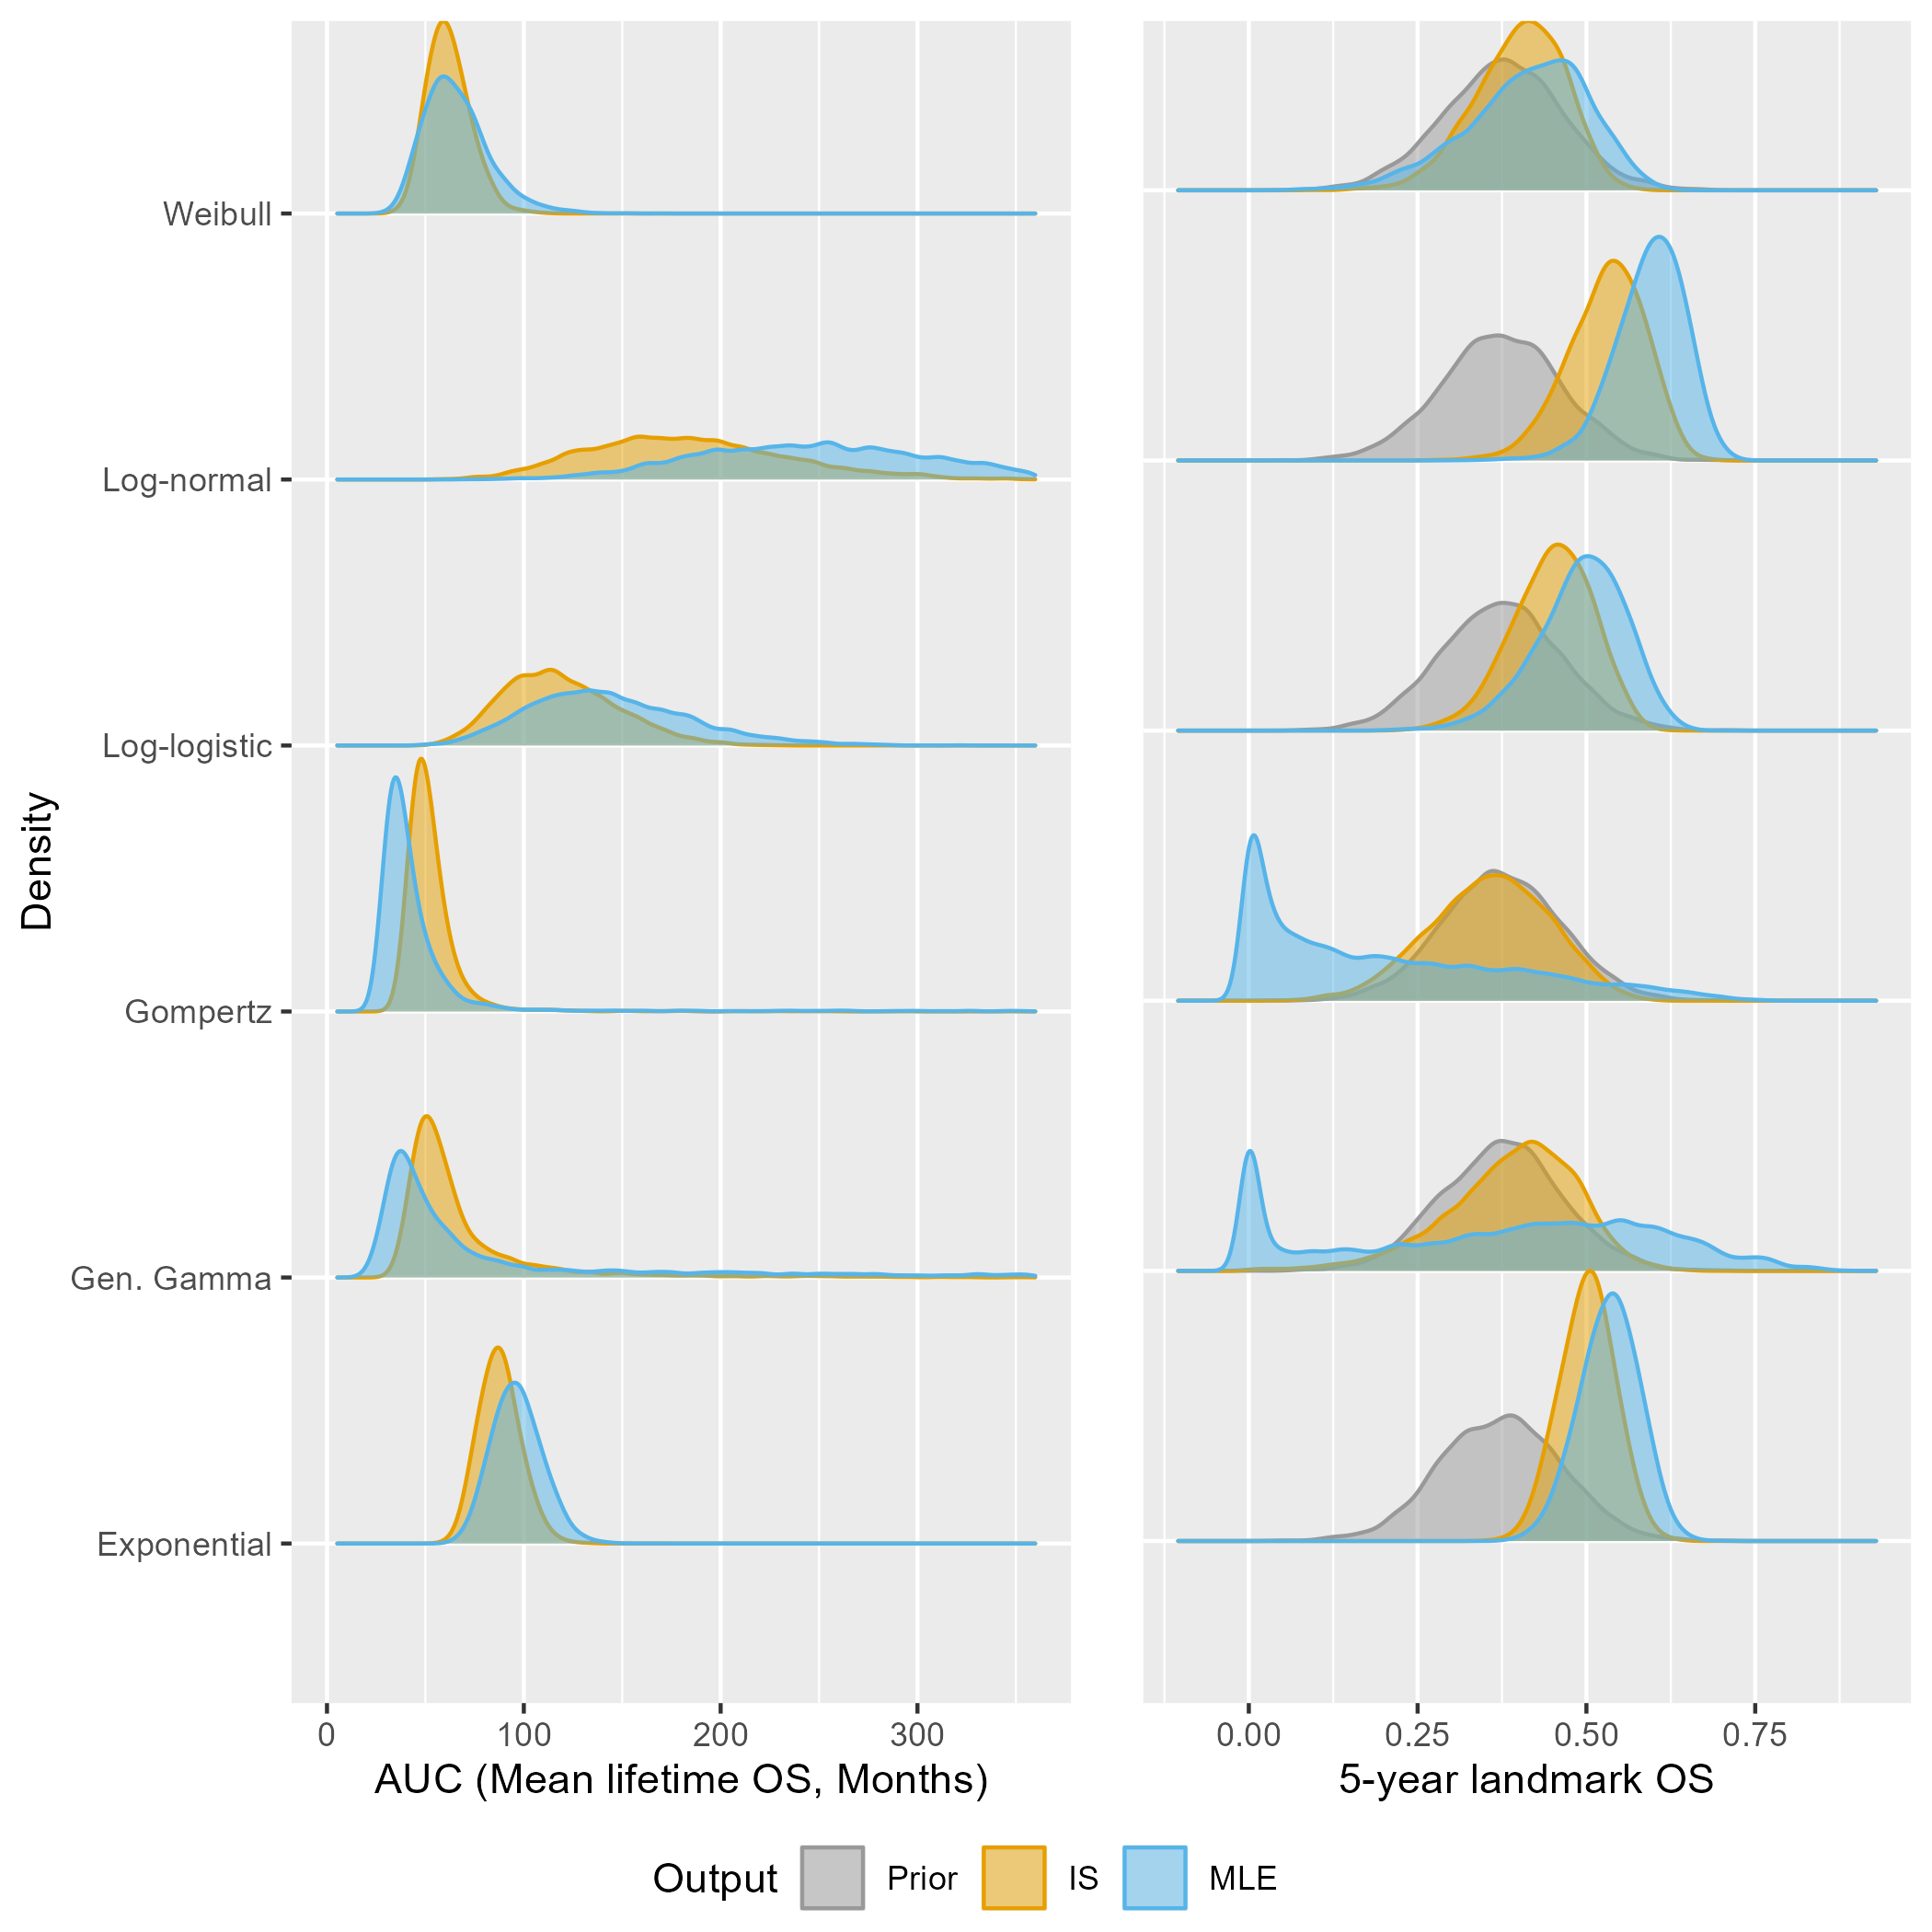 Density
Weibull
Log-normal
Log-logistic
Gompertz
Gen. Gamma
Exponential
0 100 200 300
0.00 0.25 0.50 0.75
AUC (Mean lifetime OS, Months)
5-year landmark OS
Output Prior IS MLE